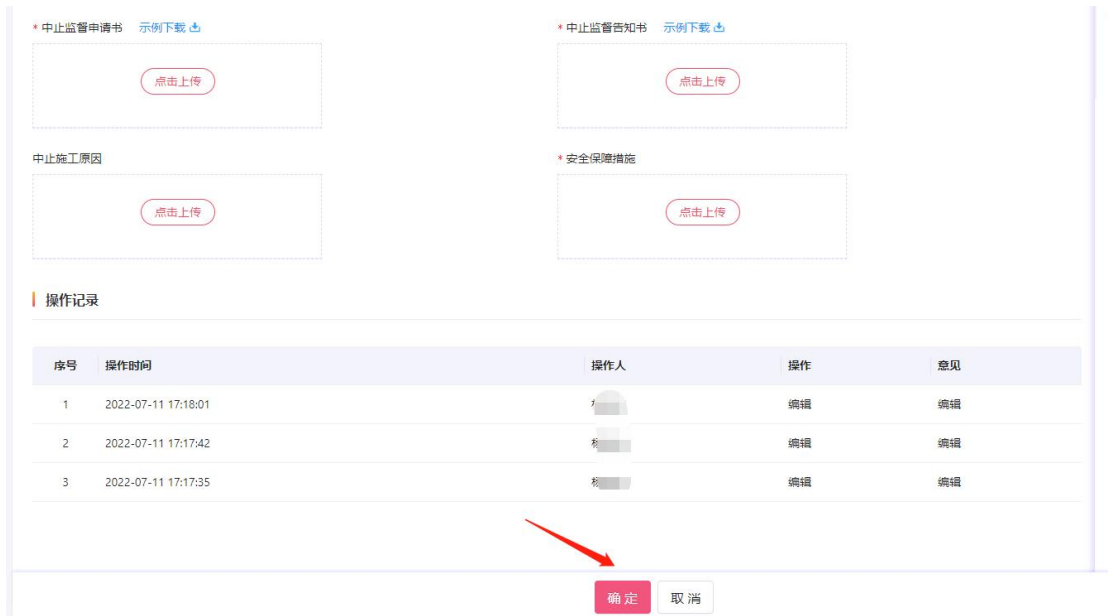 * 中止监督申请书 示例下载
* 中止监督告知书 示例下载
点击上传
点击上传
中止施工原因
* 安全保障措施
点击上传
点击上传
操作记录
序号 操作时间 操作人 操作 意见
1 2022-07-11 17:18:01 编辑 编辑
2 2022-07-11 17:17:42 杨 编辑 编辑
3 2022-07-11 17:17:35 编辑 编辑
确定 取消